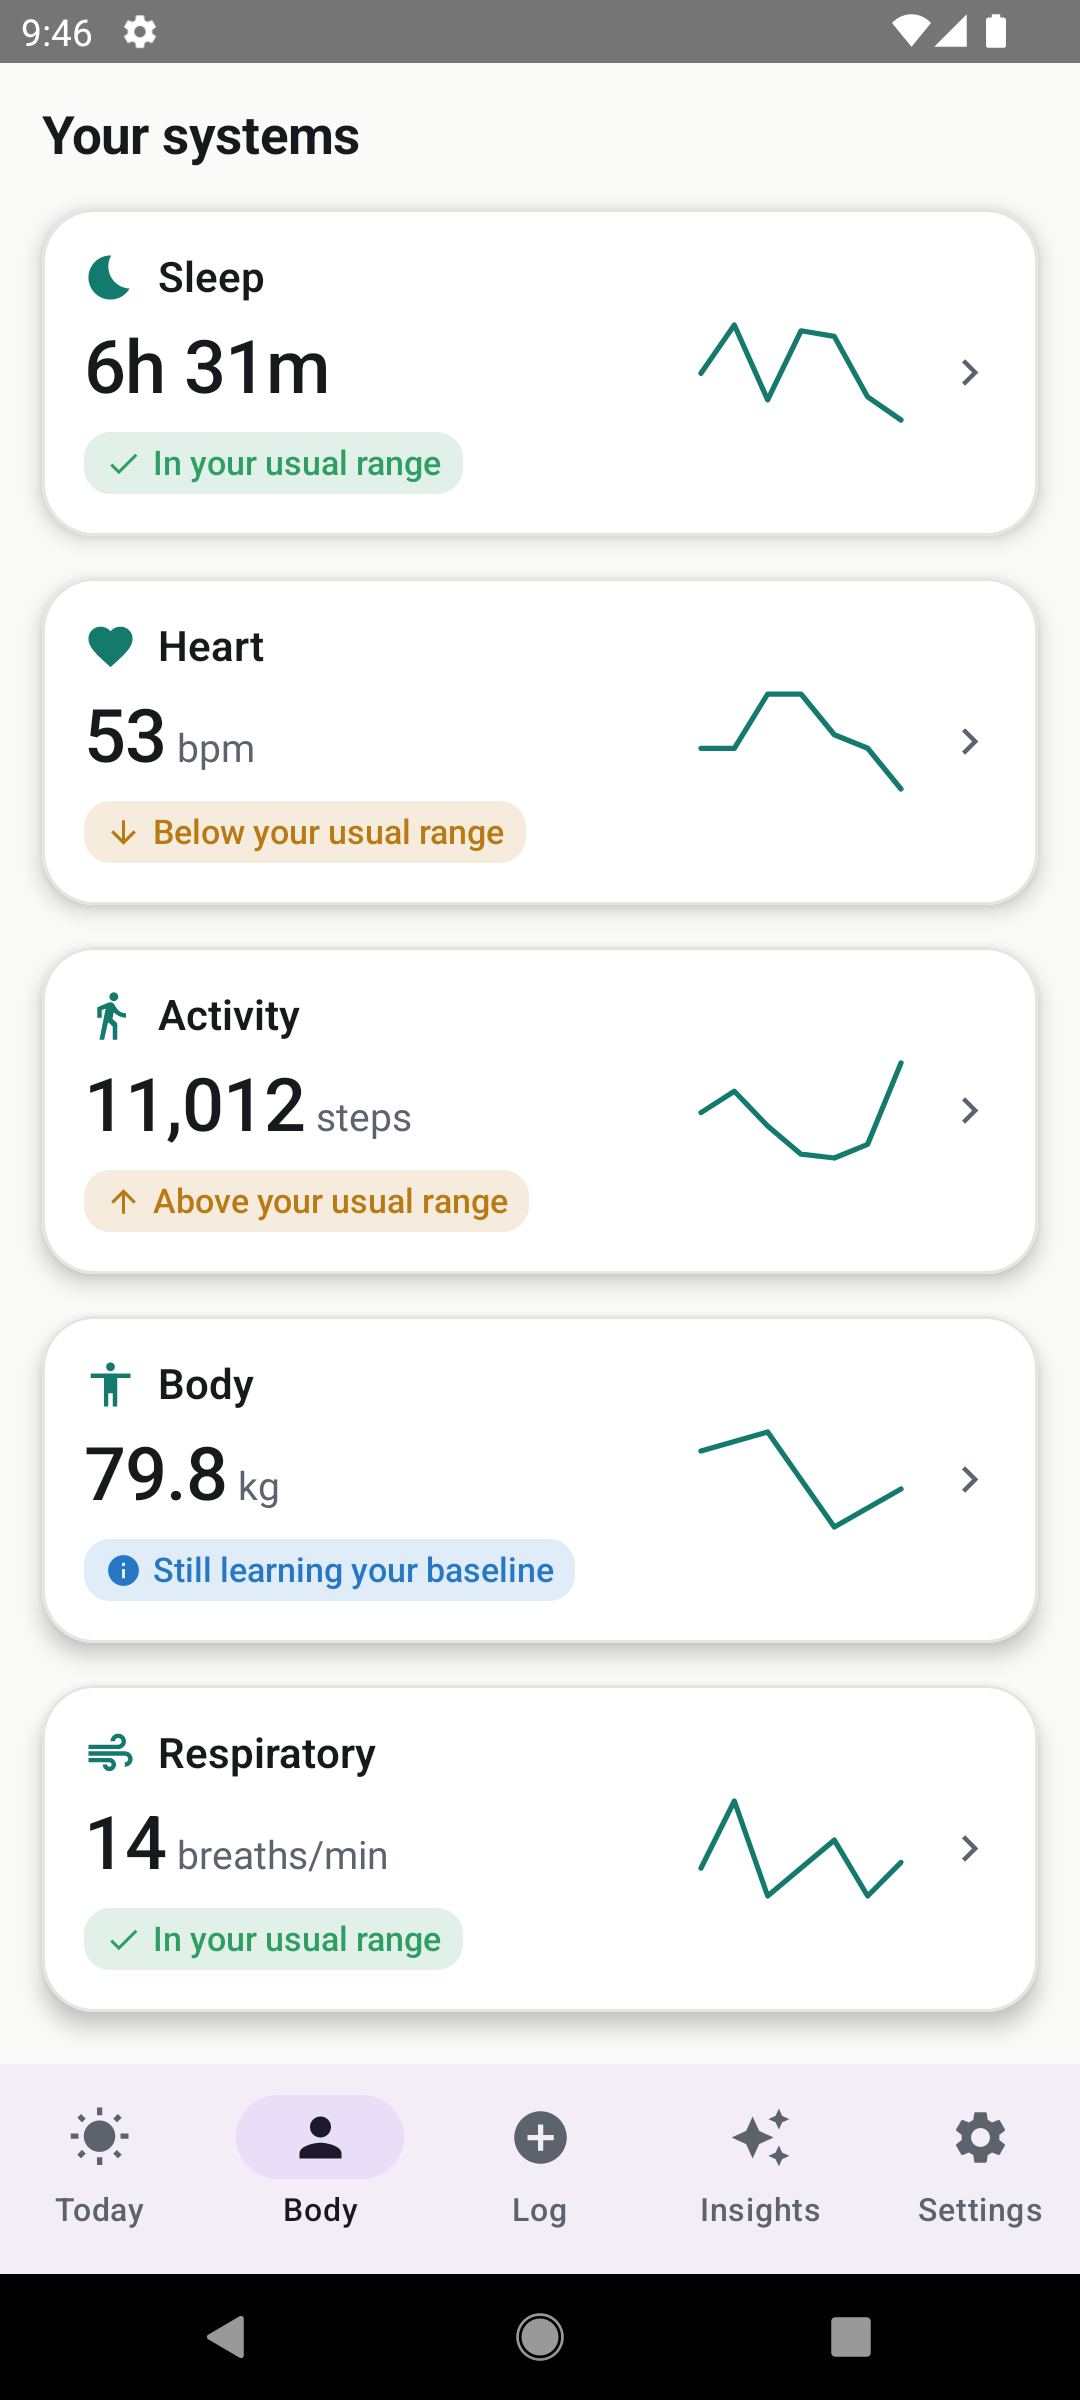 9:46
Your systems
Sleep
6h 31m
In your usual range
Heart
53 bpm
Below your usual range
Activity
11,012 steps
Above your usual range
Body
79.8 kg
Still learning your baseline
Respiratory
14 breaths/min
In your usual range
Today Body Log Insights Settings